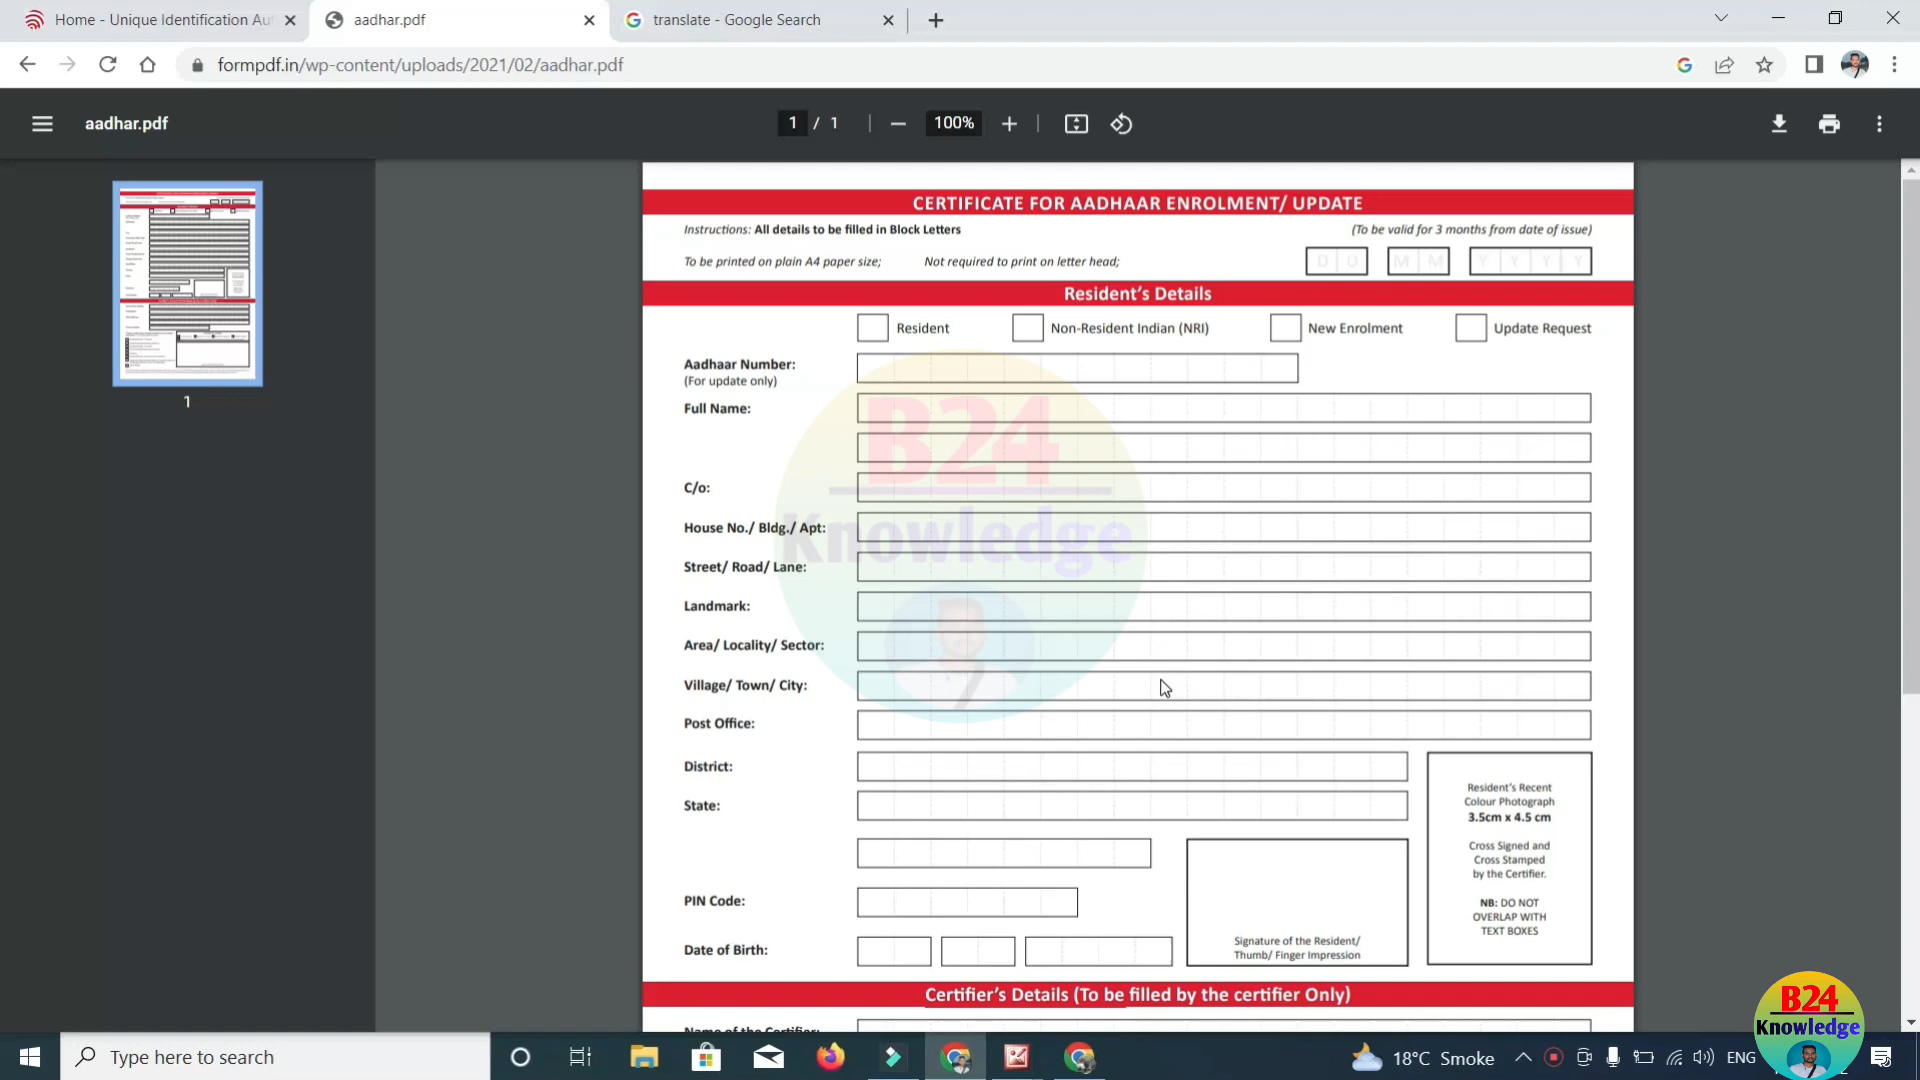 Home - Unique Identification Au
aadhar.pdf
translate - Google Search
formpdf.in/wp-content/uploads/2021/02/aadhar.pdf
aadhar.pdf
1 / 1
100%
1
CERTIFICATE FOR AADHAAR ENROLMENT/ UPDATE
Instructions: All details to be filled in Block Letters
(To be valid for 3 months from date of issue)
To be printed on plain A4 paper size; Not required to print on letter head;
D D M M Y Y Y Y
Resident's Details
Resident
Non-Resident Indian (NRI)
New Enrolment
Update Request
Aadhaar Number:
(For update only)
Full Name:
B24
Knowledge
C/o:
House No./ Bldg./ Apt:
Street/ Road/ Lane:
Landmark:
Area/ Locality/ Sector:
Village/ Town/ City:
Post Office:
District:
State:
Resident's Recent
Colour Photograph
3.5cm x 4.5 cm
Cross Signed and
Cross Stamped
by the Certifier.
NB: DO NOT
OVERLAP WITH
TEXT BOXES
PIN Code:
Date of Birth:
Signature of the Resident/
Thumb/ Finger Impression
Certifier's Details (To be filled by the certifier Only)
Name of the Certifier:
B24
Knowledge
Type here to search
18°C Smoke
ENG